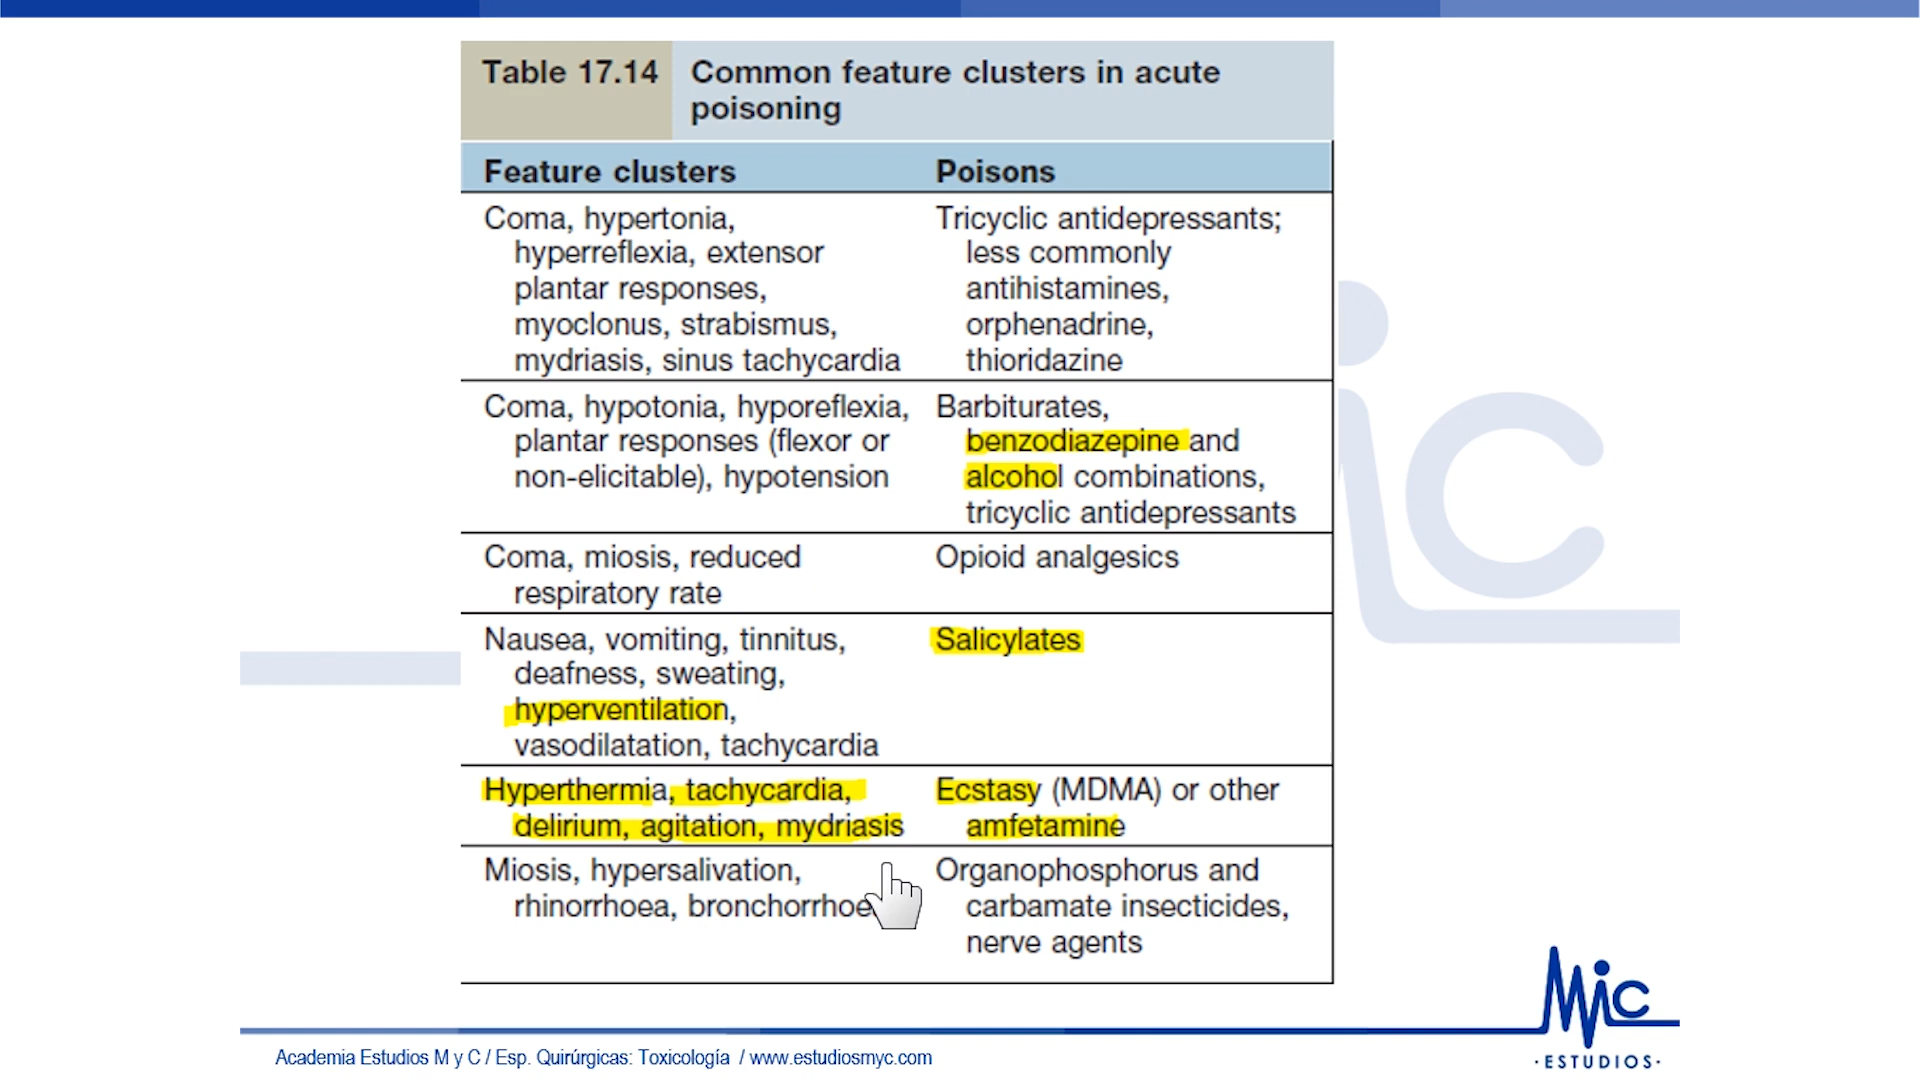 Table 17.14 Common feature clusters in acute
poisoning
Feature clusters Poisons
Coma, hypertonia,
hyperreflexia, extensor
plantar responses,
myoclonus, strabismus,
mydriasis, sinus tachycardia
Tricyclic antidepressants;
less commonly
antihistamines,
orphenadrine,
thioridazine
Coma, hypotonia, hyporeflexia,
plantar responses (flexor or
non-elicitable), hypotension
Barbiturates,
benzodiazepine and
alcohol combinations,
tricyclic antidepressants
Coma, miosis, reduced
respiratory rate
Opioid analgesics
Nausea, vomiting, tinnitus,
deafness, sweating,
hyperventilation,
vasodilatation, tachycardia
Salicylates
Hyperthermia, tachycardia,
delirium, agitation, mydriasis
Ecstasy (MDMA) or other
amfetamine
Miosis, hypersalivation,
rhinorrhoea, bronchorrhoe
Organophosphorus and
carbamate insecticides,
nerve agents
Mic
·ESTUDIOS·
Academia Estudios M y C / Esp. Quirúrgicas: Toxicología / www.estudiosmyc.com